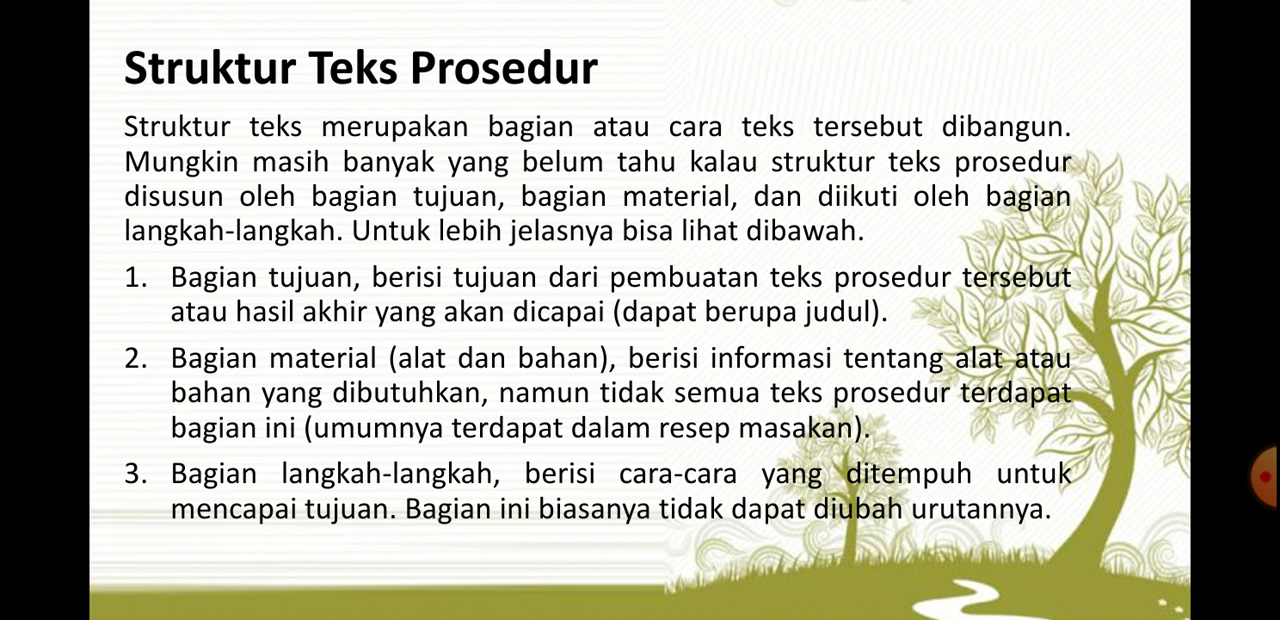 Struktur Teks Prosedur
Struktur teks merupakan bagian atau cara teks tersebut dibangun.
Mungkin masih banyak yang belum tahu kalau struktur teks prosedur
disusun oleh bagian tujuan, bagian material, dan diikuti oleh bagian
langkah-langkah. Untuk lebih jelasnya bisa lihat dibawah.
1. Bagian tujuan, berisi tujuan dari pembuatan teks prosedur tersebut
atau hasil akhir yang akan dicapai (dapat berupa judul).
2. Bagian material (alat dan bahan), berisi informasi tentang alat atau
bahan yang dibutuhkan, namun tidak semua teks prosedur terdapat
bagian ini (umumnya terdapat dalam resep masakan).
3. Bagian langkah-langkah, berisi cara-cara yang ditempuh untuk
mencapai tujuan. Bagian ini biasanya tidak dapat diubah urutannya.